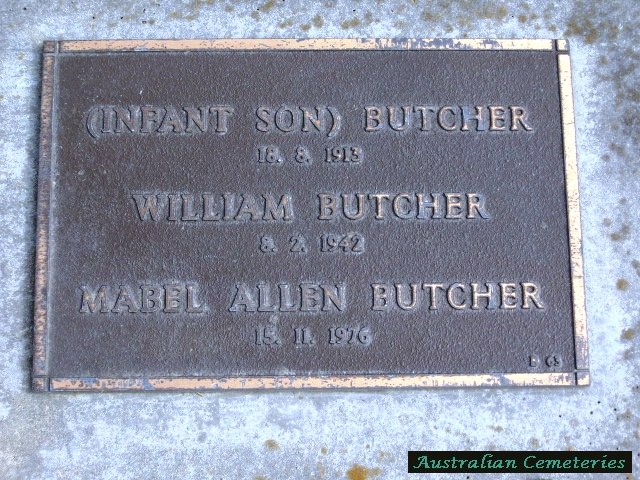 (INFANT SON) BUTCHER
18. 8. 1913
WILLIAM BUTCHER
8. 2. 1942
MABEL ALLEN BUTCHER
15. 11. 1976
Australian Cemeteries